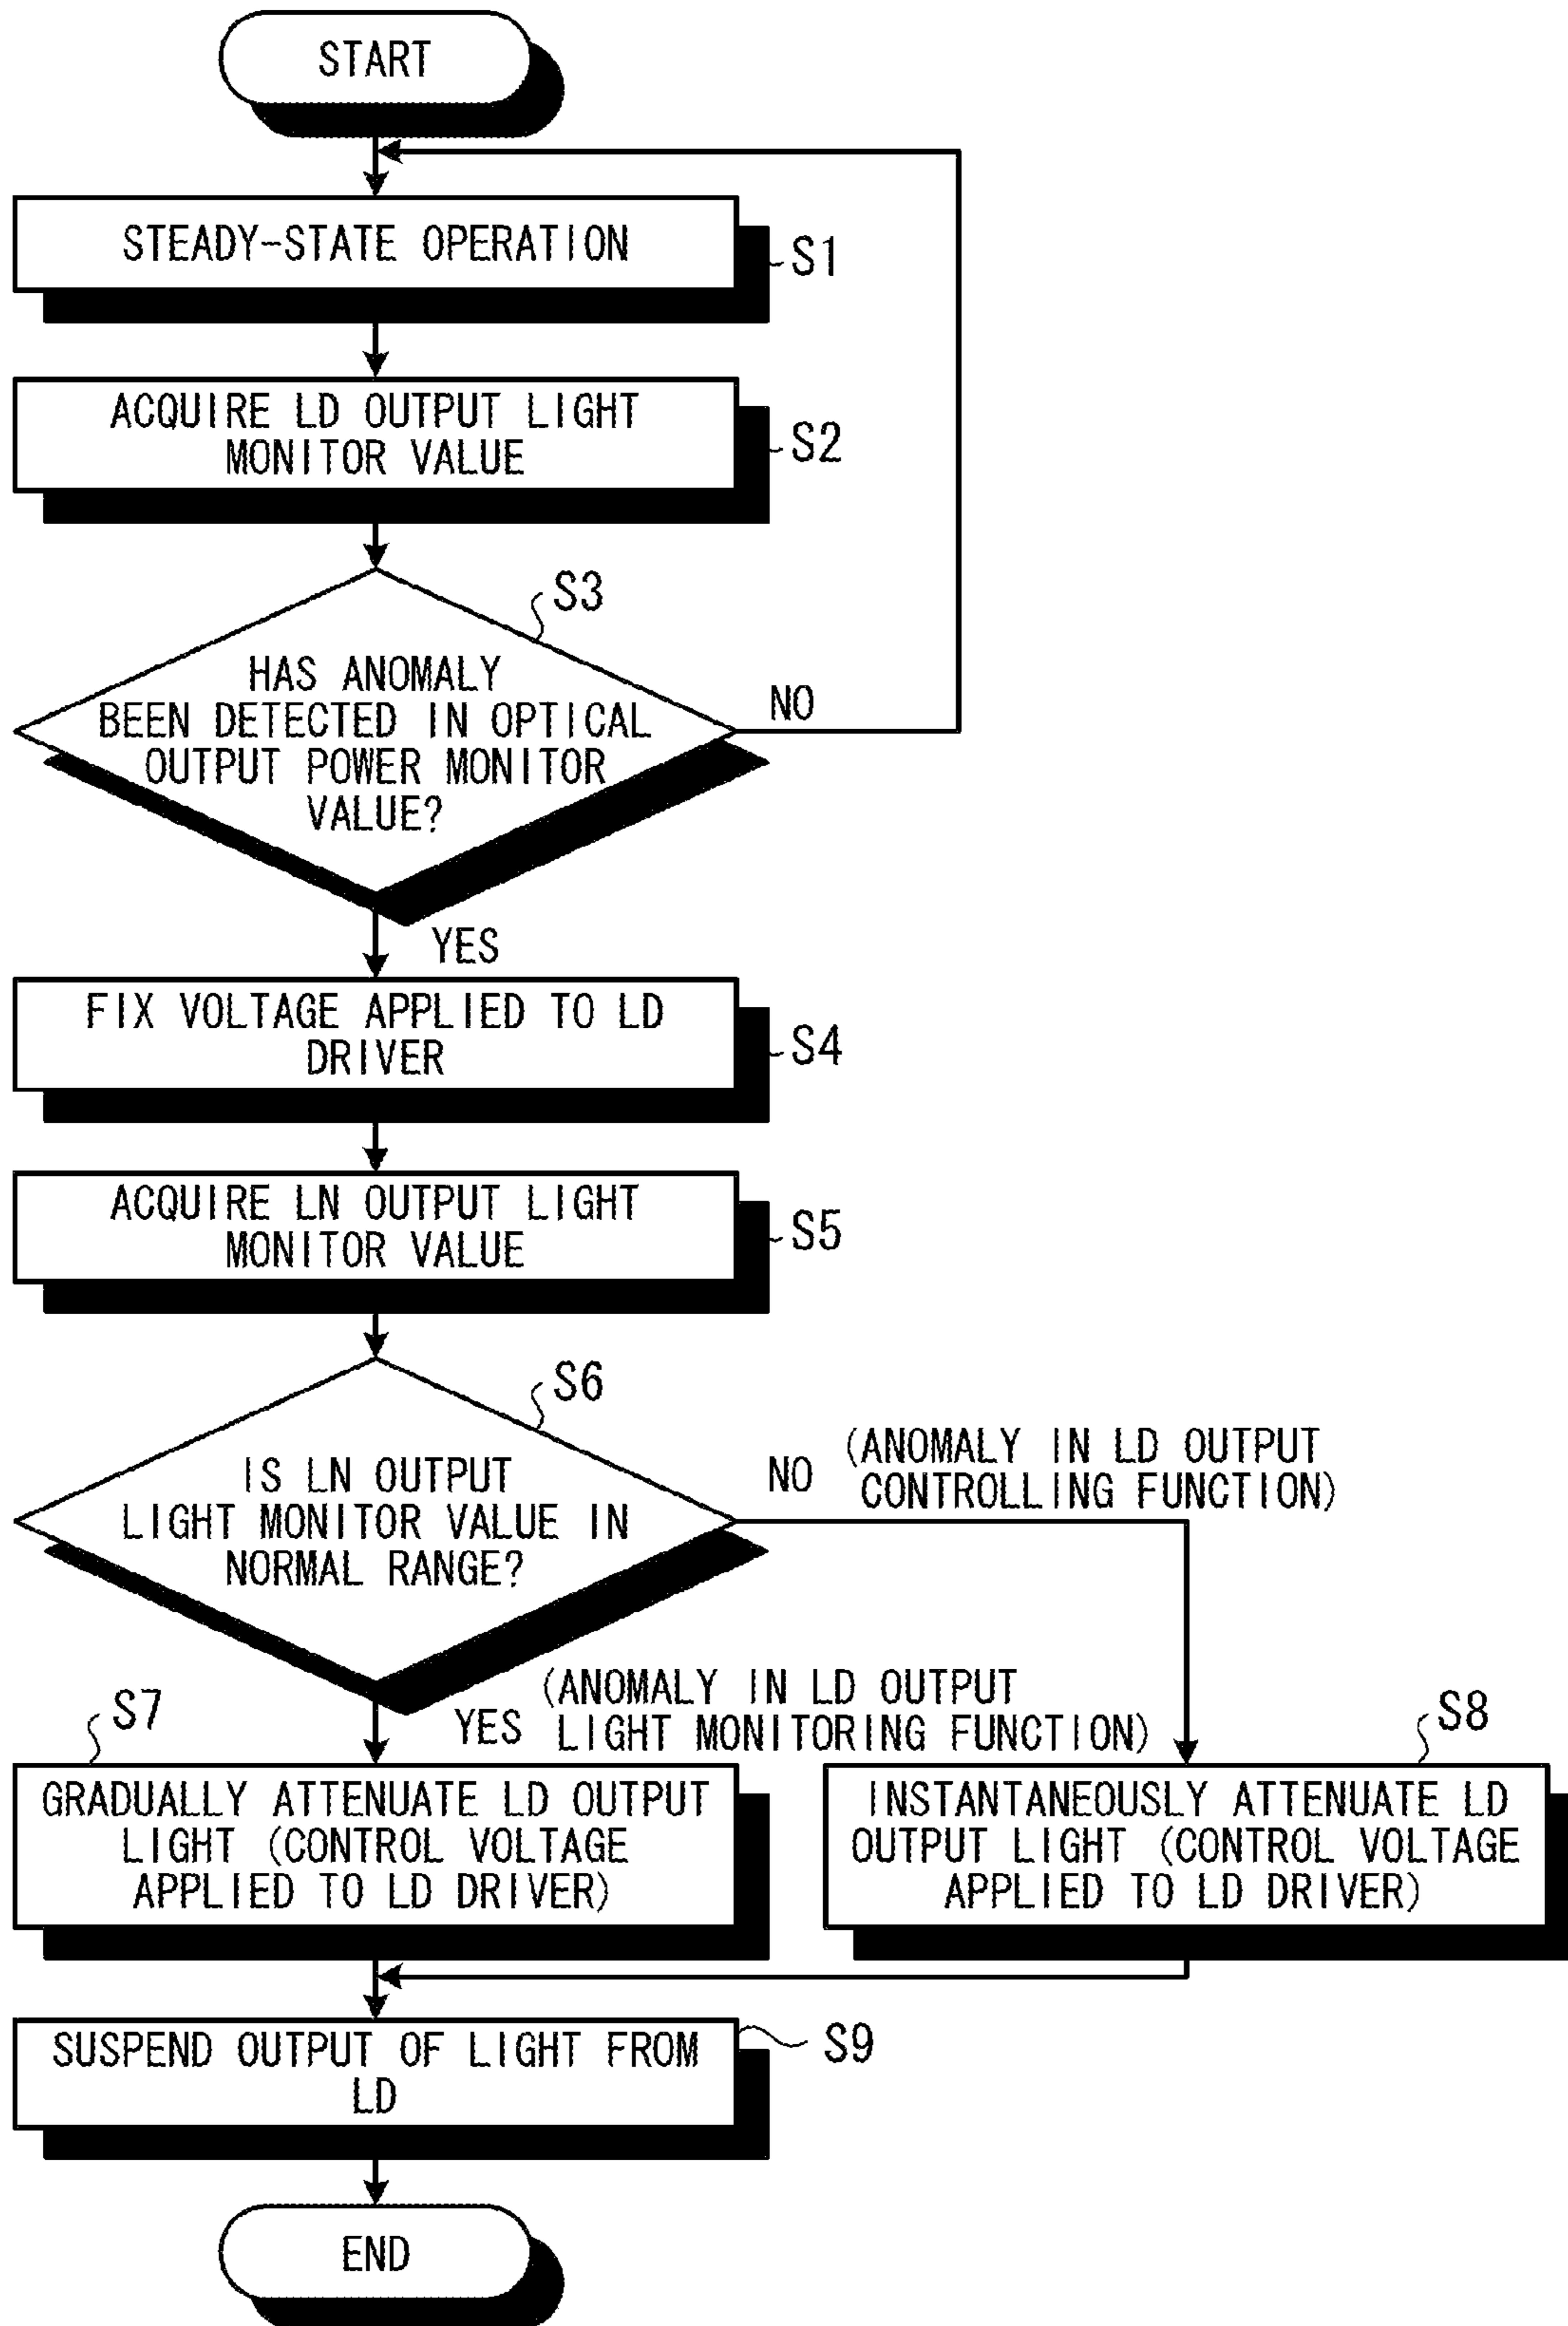 START
STEADY-STATE OPERATION
S1
ACQUIRE LD OUTPUT LIGHT
MONITOR VALUE
S2
S3
HAS ANOMALY
BEEN DETECTED IN OPTICAL
OUTPUT POWER MONITOR
VALUE?
NO
YES
FIX VOLTAGE APPLIED TO LD
DRIVER
S4
ACQUIRE LN OUTPUT LIGHT
MONITOR VALUE
S5
S6
IS LN OUTPUT
LIGHT MONITOR VALUE IN
NORMAL RANGE?
NO
(ANOMALY IN LD OUTPUT
CONTROLLING FUNCTION)
YES
(ANOMALY IN LD OUTPUT
LIGHT MONITORING FUNCTION)
S7
GRADUALLY ATTENUATE LD OUTPUT
LIGHT (CONTROL VOLTAGE
APPLIED TO LD DRIVER)
S8
INSTANTANEOUSLY ATTENUATE LD
OUTPUT LIGHT (CONTROL VOLTAGE
APPLIED TO LD DRIVER)
SUSPEND OUTPUT OF LIGHT FROM
LD
S9
END